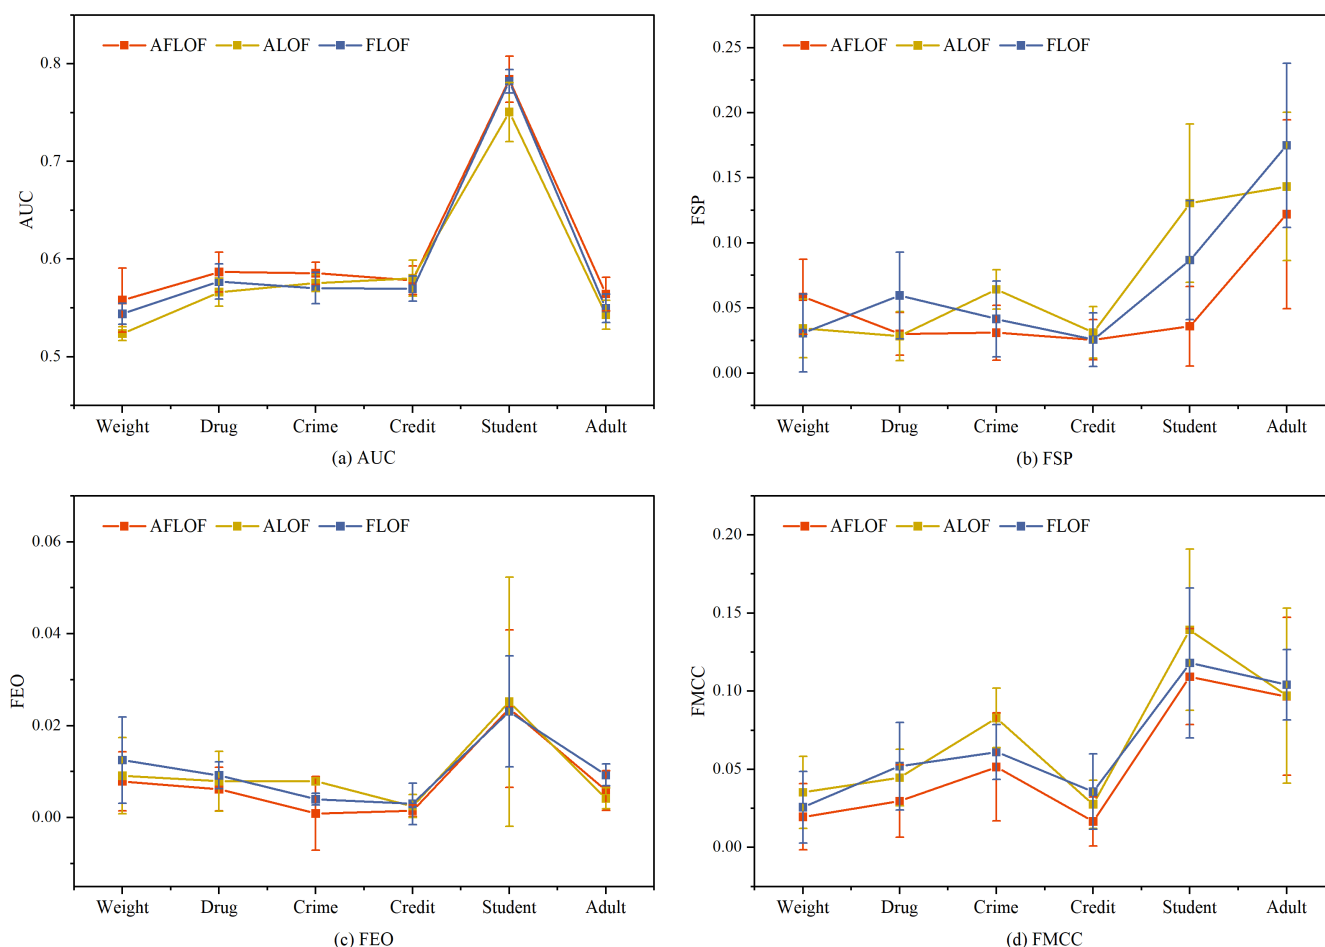 AFLOF ALOF FLOF
0.8
0.7
0.6
0.5
AUC
Weight Drug Crime Credit Student Adult
(a) AUC
AFLOF ALOF FLOF
0.25
0.20
0.15
0.10
0.05
0.00
FSP
Weight Drug Crime Credit Student Adult
(b) FSP
AFLOF ALOF FLOF
0.06
0.04
0.02
0.00
FEO
Weight Drug Crime Credit Student Adult
(c) FEO
AFLOF ALOF FLOF
0.20
0.15
0.10
0.05
0.00
FMCC
Weight Drug Crime Credit Student Adult
(d) FMCC